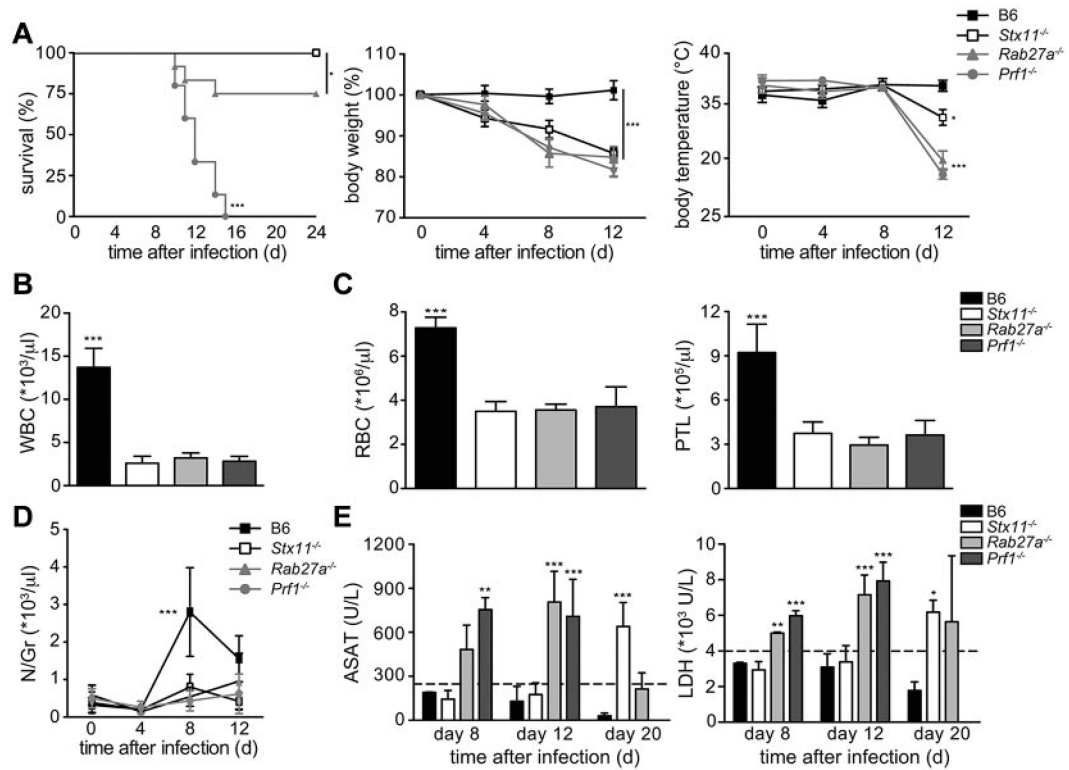 B6
Stx11-/-
Rab27a-/-
Prf1-/-
A
survival (%)
100
75
50
25
0
*
***
0 4 8 12 16 20 24
time after infection (d)
body weight (%)
110
100
90
80
70
***
0 4 8 12
time after infection (d)
body temperature (°C)
40
35
20
25
*
***
0 4 8 12
time after infection (d)
B
WBC (*10³/µl)
20
15
10
5
0
***
C
RBC (*10⁶/µl)
8
6
4
2
0
***
PTL (*10⁵/µl)
12
9
6
3
0
***
B6
Stx11-/-
Rab27a-/-
Prf1-/-
D
N/Gr (*10³/µl)
5
4
3
2
1
0
***
0 4 8 12
time after infection (d)
B6
Stx11-/-
Rab27a-/-
Prf1-/-
E
ASAT (U/L)
1200
900
600
300
0
**
*** ***
***
day 8 day 12 day 20
time after infection (d)
LDH (*10³ U/L)
10
8
6
4
2
0
** ***
*** ***
*
day 8 day 12 day 20
time after infection (d)
B6
Stx11-/-
Rab27a-/-
Prf1-/-